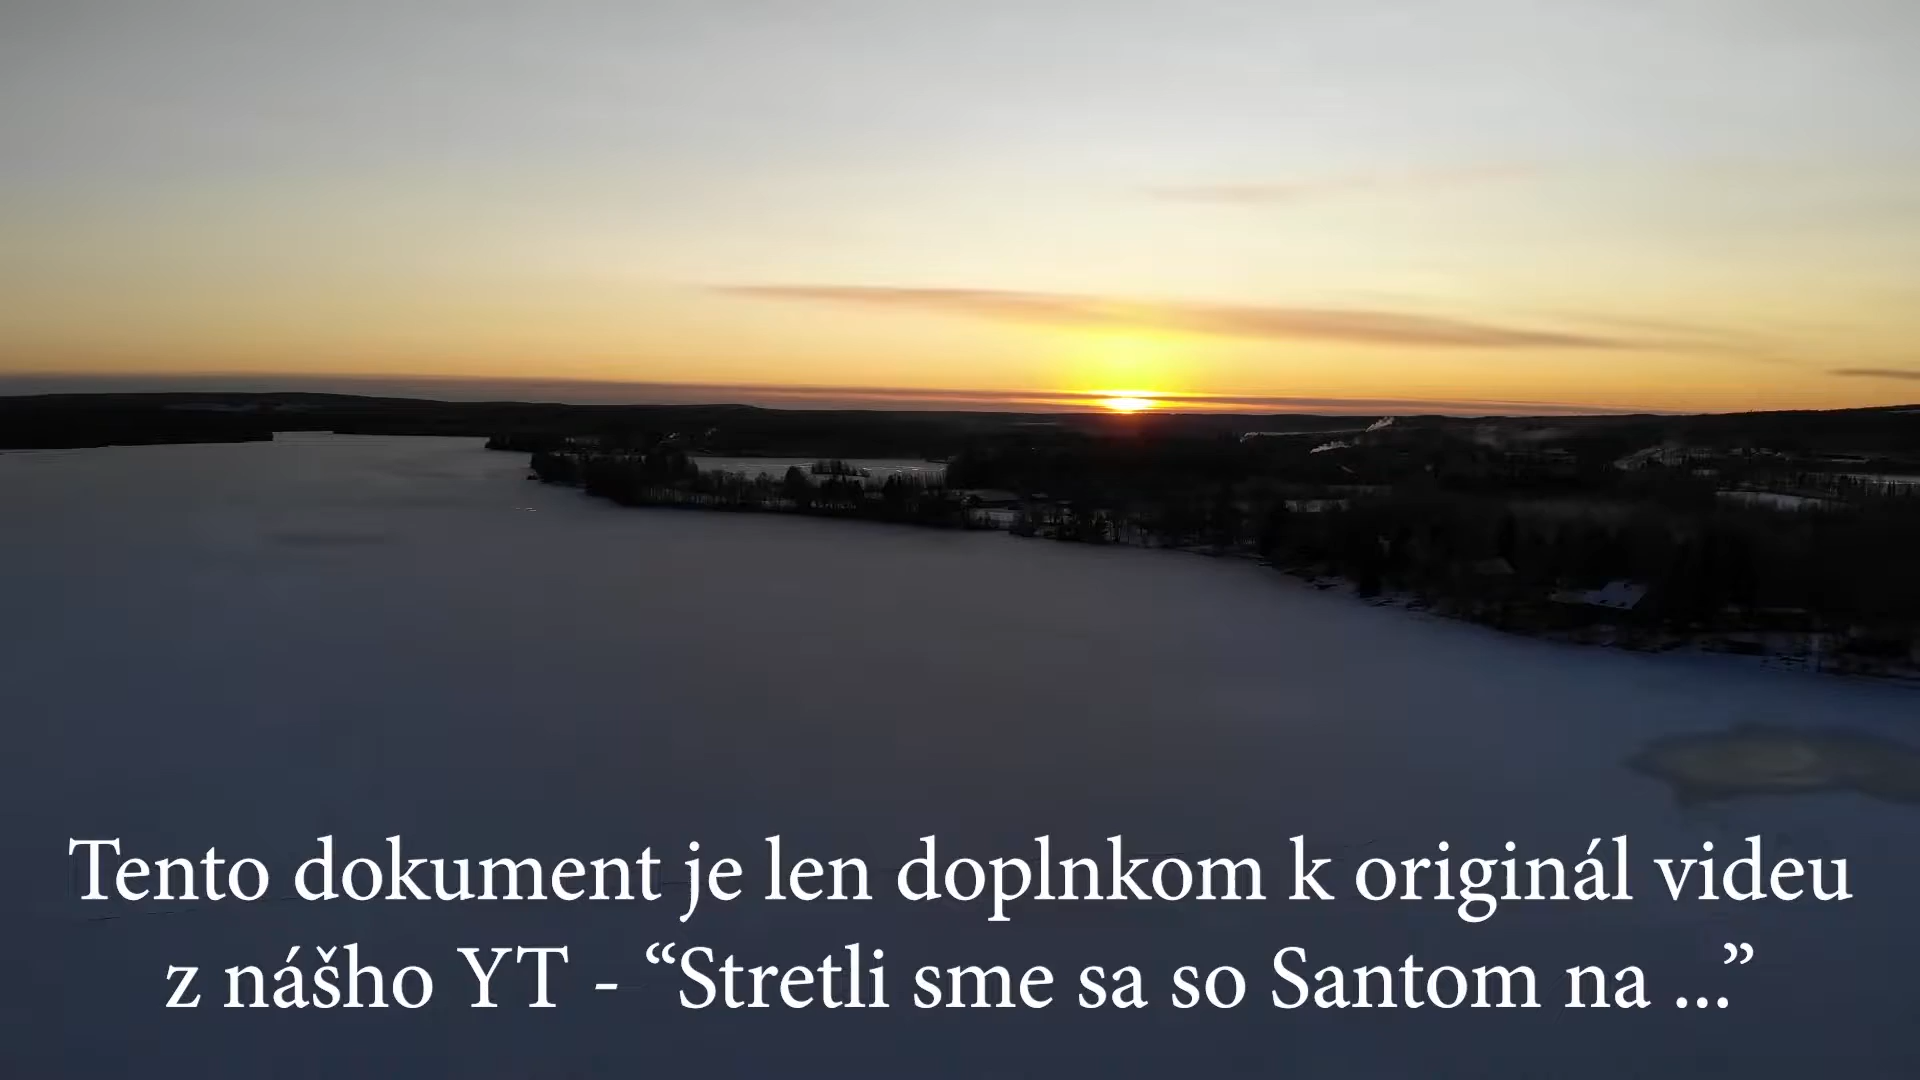 Tento dokument je len doplnkom k originál videu
z nášho YT - “Stretli sme sa so Santom na ...”